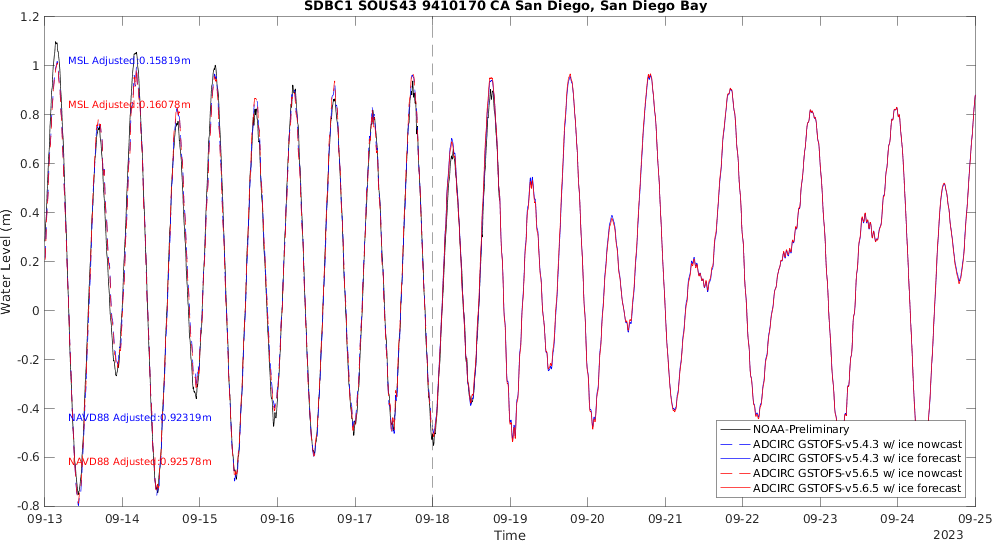 SDBC1 SOUS43 9410170 CA San Diego, San Diego Bay
1.2
1
0.8
0.6
0.4
0.2
0
-0.2
-0.4
-0.6
-0.8
Water Level (m)
MSL Adjusted:0.15819m
MSL Adjusted:0.16078m
NAVD88 Adjusted:0.92319m
NAVD88 Adjusted:0.92578m
NOAA-Preliminary
ADCIRC GSTOFS-v5.4.3 w/ ice nowcast
ADCIRC GSTOFS-v5.4.3 w/ ice forecast
ADCIRC GSTOFS-v5.6.5 w/ ice nowcast
ADCIRC GSTOFS-v5.6.5 w/ ice forecast
09-13 09-14 09-15 09-16 09-17 09-18 09-19 09-20 09-21 09-22 09-23 09-24 09-25
Time
2023